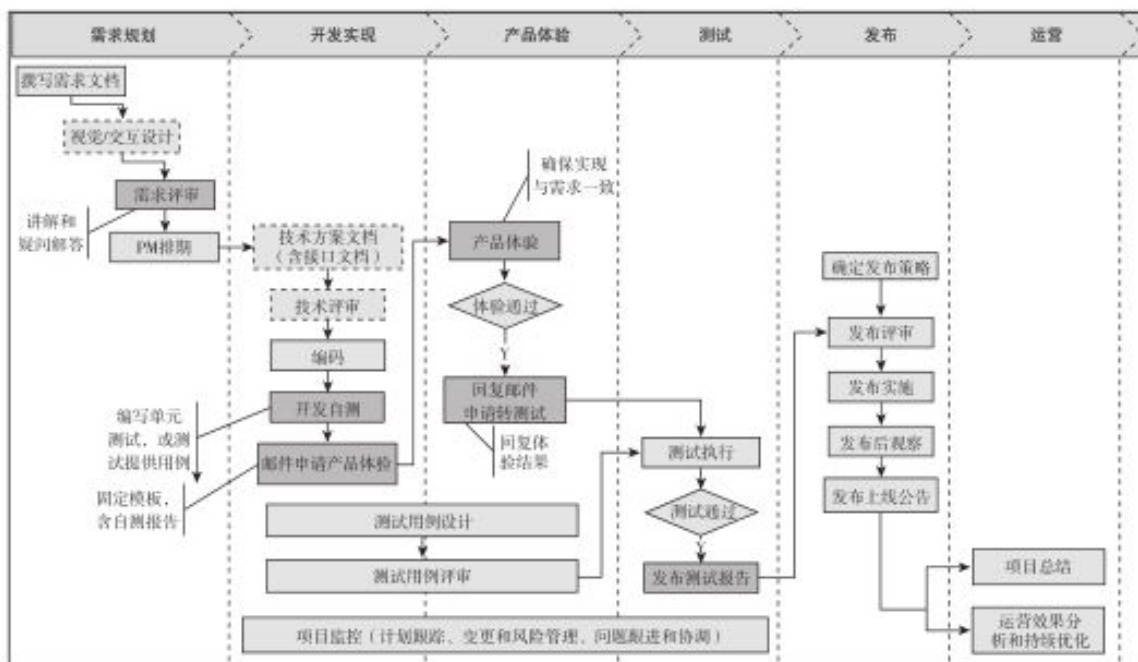 需求规划
开发实现
产品体验
测试
发布
运营
撰写需求文档
视觉/交互设计
需求评审
讲解和
疑问解答
PM排期
技术方案文档
（含接口文档）
技术评审
编码
开发自测
编写单元
测试，或测
试提供用例
邮件申请产品体验
固定模板，
含自测报告
测试用例设计
测试用例评审
项目监控（计划跟踪、变更和风险管理、问题跟进和协调）
确保实现
与需求一致
产品体验
体验通过
Y
回复邮件
申请转测试
回复体
验结果
测试执行
测试通过
Y
发布测试报告
确定发布策略
发布评审
发布实施
发布后观察
发布上线公告
项目总结
运营效果分
析和持续优化